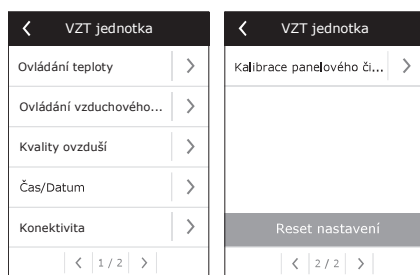 VZT jednotka
Ovládání teploty
Ovládání vzduchového...
Kvality ovzduší
Čas/Datum
Konektivita
1 / 2
VZT jednotka
Kalibrace panelového či...
Reset nastavení
2 / 2